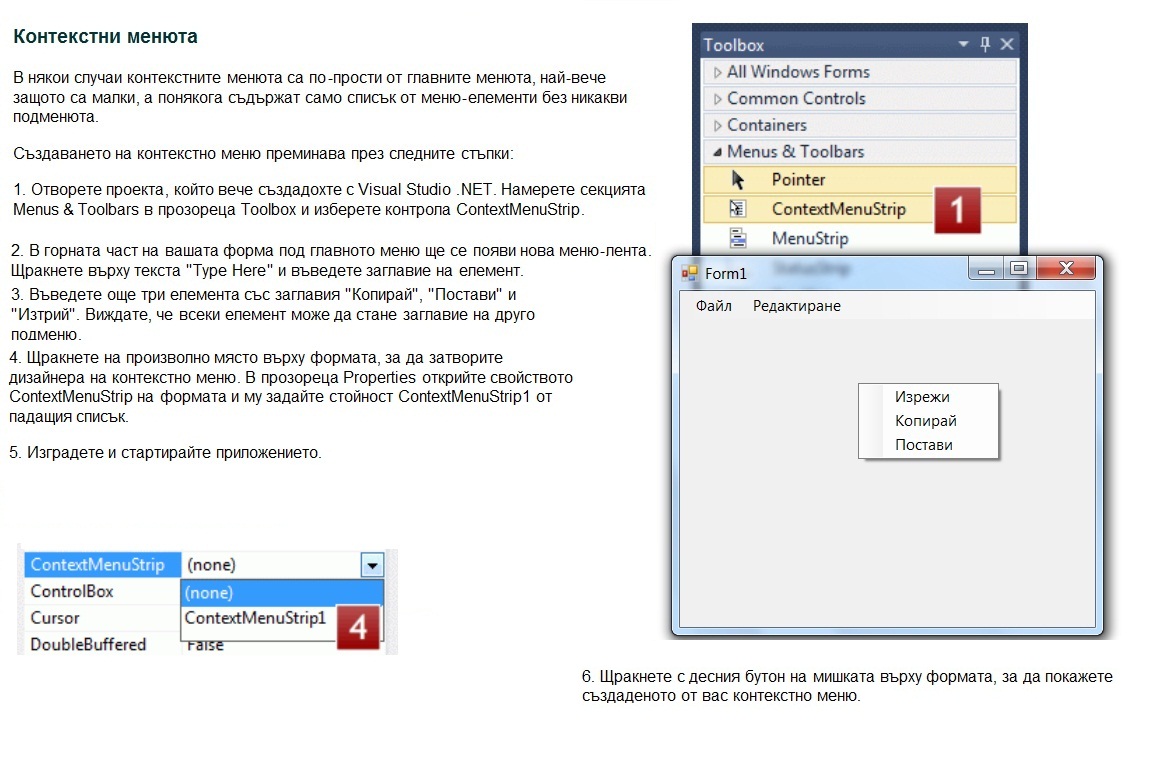 Контекстни менюта
В някои случаи контекстните менюта са по-прости от главните менюта, най-вече
защото са малки, а понякога съдържат само списък от меню-елементи без никакви
подменюта.
Създаването на контекстно меню преминава през следните стъпки:
1. Отворете проекта, който вече създадохте с Visual Studio .NET. Намерете секцията
Menus & Toolbars в прозореца Toolbox и изберете контрола ContextMenuStrip.
2. В горната част на вашата форма под главното меню ще се появи нова меню-лента.
Щракнете върху текста "Type Here" и въведете заглавие на елемент.
3. Въведете още три елемента със заглавия "Копирай", "Постави" и
"Изтрий". Виждате, че всеки елемент може да стане заглавие на друго
подменю.
4. Щракнете на произволно място върху формата, за да затворите
дизайнера на контекстно меню. В прозореца Properties открийте свойството
ContextMenuStrip на формата и му задайте стойност ContextMenuStrip1 от
падащия списък.
5. Изградете и стартирайте приложението.
ContextMenuStrip (none)
ControlBox (none)
Cursor ContextMenuStrip1
4
DoubleBuffered False
Toolbox
All Windows Forms
Common Controls
Containers
Menus & Toolbars
Pointer
ContextMenuStrip
1
MenuStrip
StatusStrip
Form1
Файл Редактиране
Изрежи
Копирай
Постави
6. Щракнете с десния бутон на мишката върху формата, за да покажете
създаденото от вас контекстно меню.